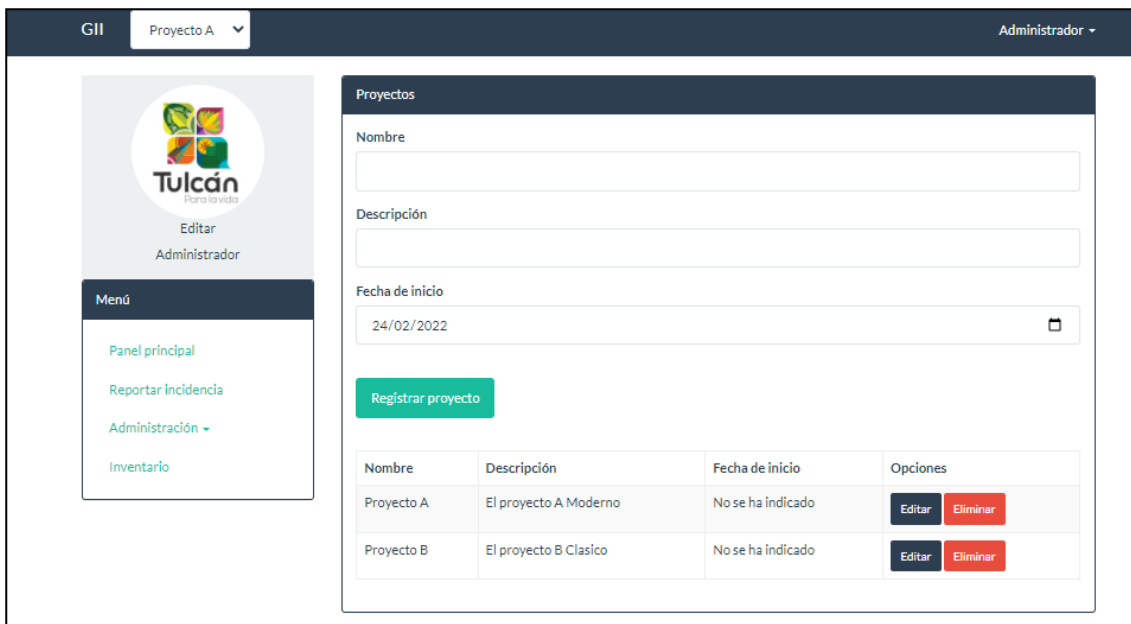 GII Proyecto A Administrador
Tulcán
Para la vida
Editar
Administrador
Menú
Panel principal
Reportar incidencia
Administración
Inventario
Proyectos
Nombre
Descripción
Fecha de inicio
24/02/2022
Registrar proyecto
Nombre Descripción Fecha de inicio Opciones
Proyecto A El proyecto A Moderno No se ha indicado Editar Eliminar
Proyecto B El proyecto B Clasico No se ha indicado Editar Eliminar